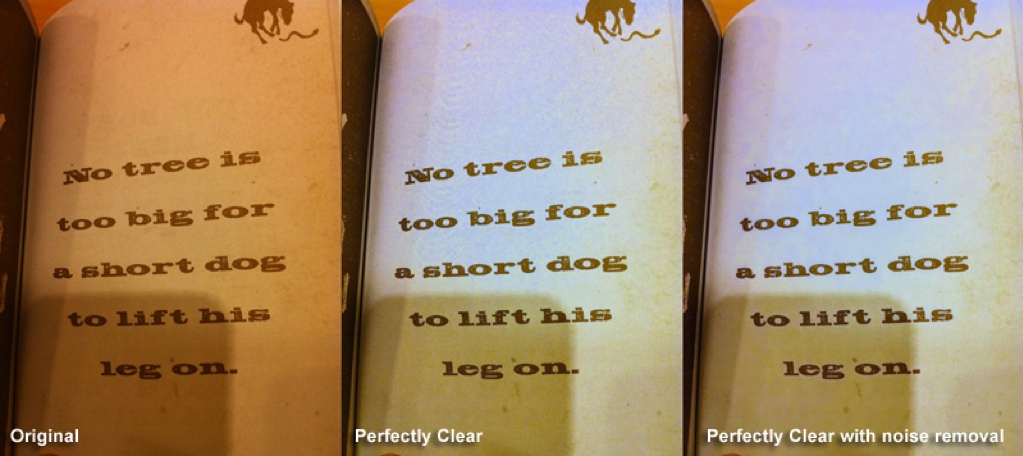 No tree is
too big for
a short dog
to lift his
leg on.
Original
No tree is
too big for
a short dog
to lift his
leg on.
Perfectly Clear
No tree is
too big for
a short dog
to lift his
leg on.
Perfectly Clear with noise removal